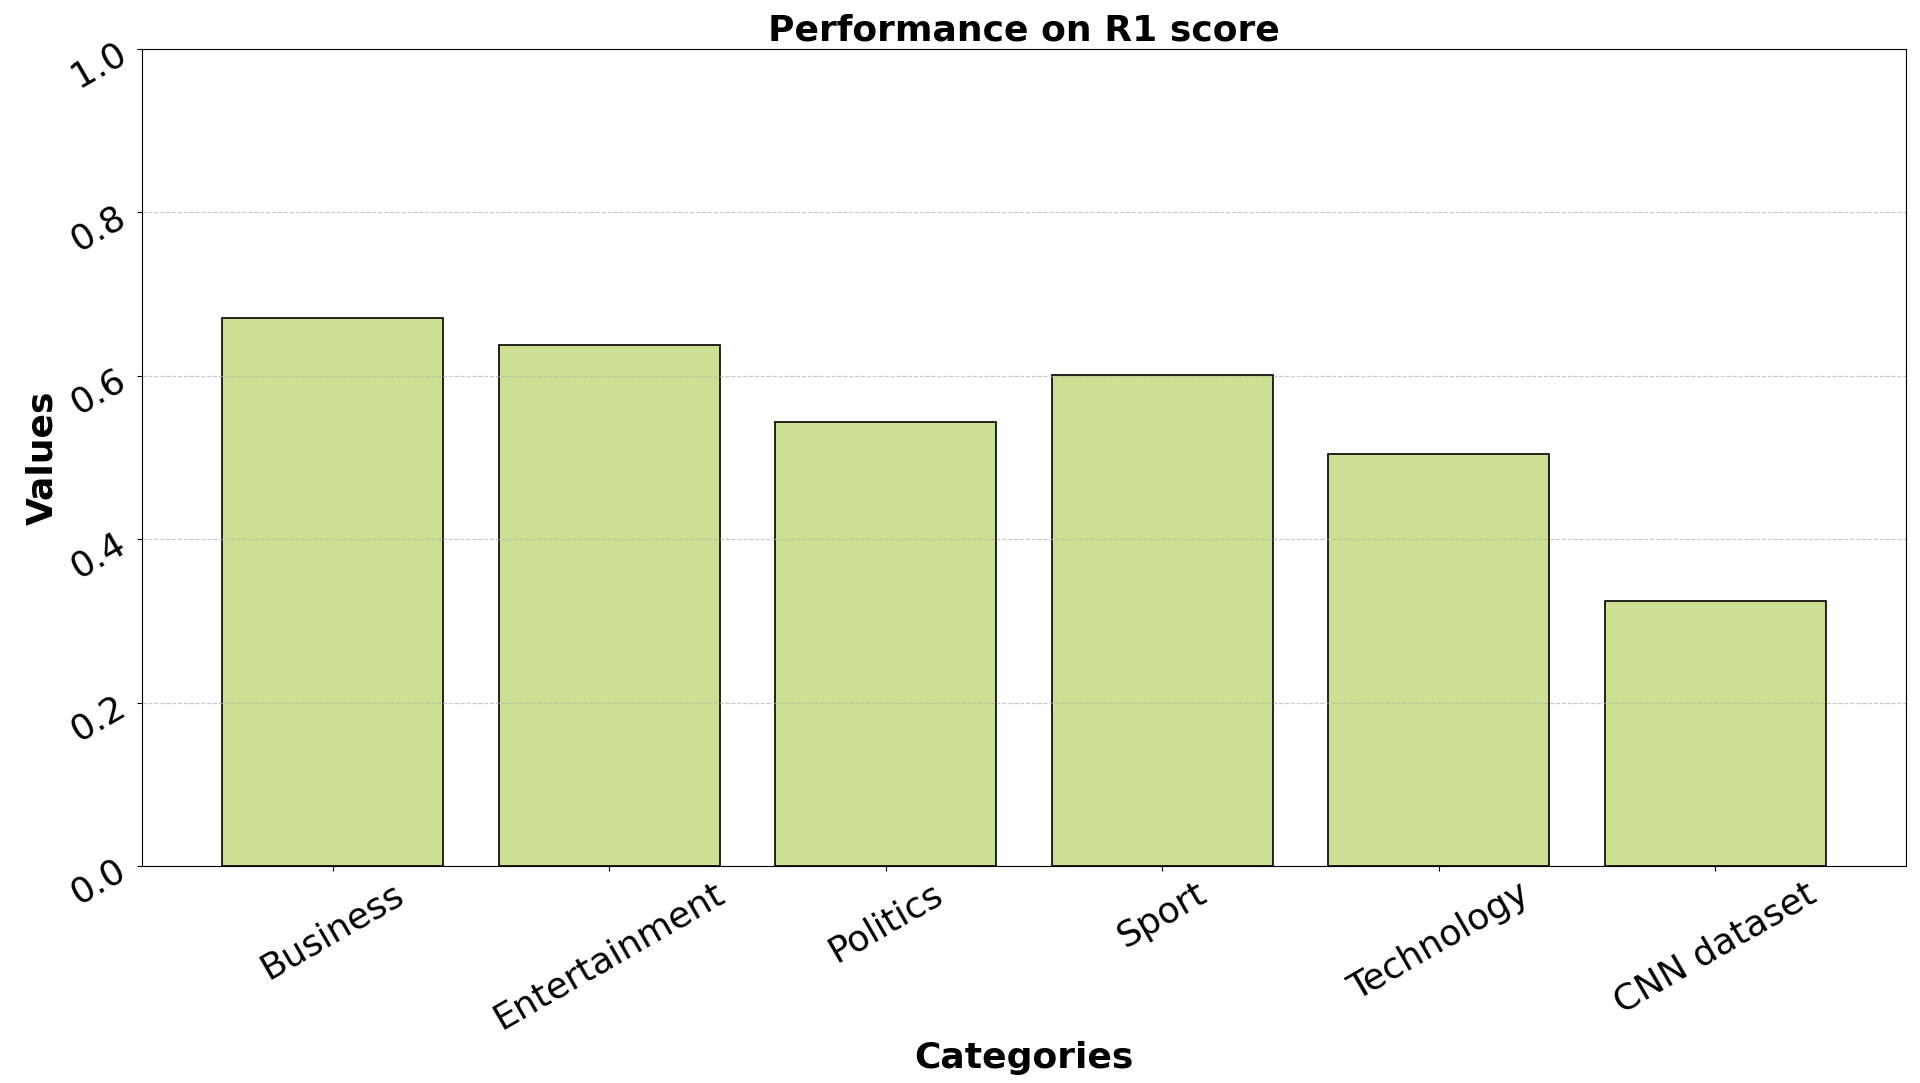 Performance on R1 score
Values
1.0
0.8
0.6
0.4
0.2
0.0
Business
Entertainment
Politics
Sport
Technology
CNN dataset
Categories